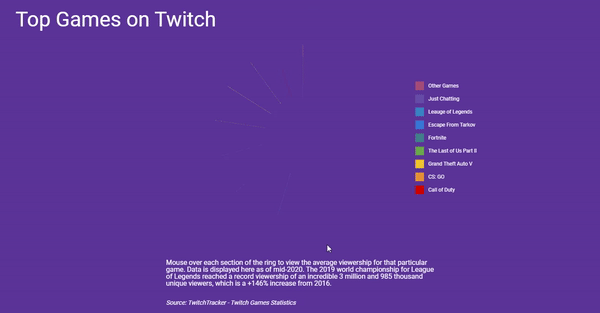 Top Games on Twitch
Other Games
Just Chatting
Leauge of Legends
Escape From Tarkov
Fortnite
The Last of Us Part II
Grand Theft Auto V
CS: GO
Call of Duty
Mouse over each section of the ring to view the average viewership for that particular
game. Data is displayed here as of mid-2020. The 2019 world championship for League
of Legends reached a record viewership of an incredible 3 million and 985 thousand
unique viewers, which is a +146% increase from 2016.
Source: TwitchTracker - Twitch Games Statistics